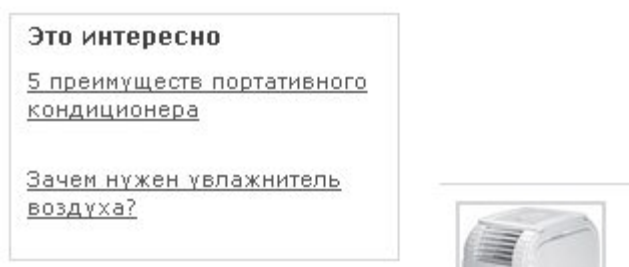 Это интересно
5 преимуществ портативного
кондиционера
Зачем нужен увлажнитель
воздуха?